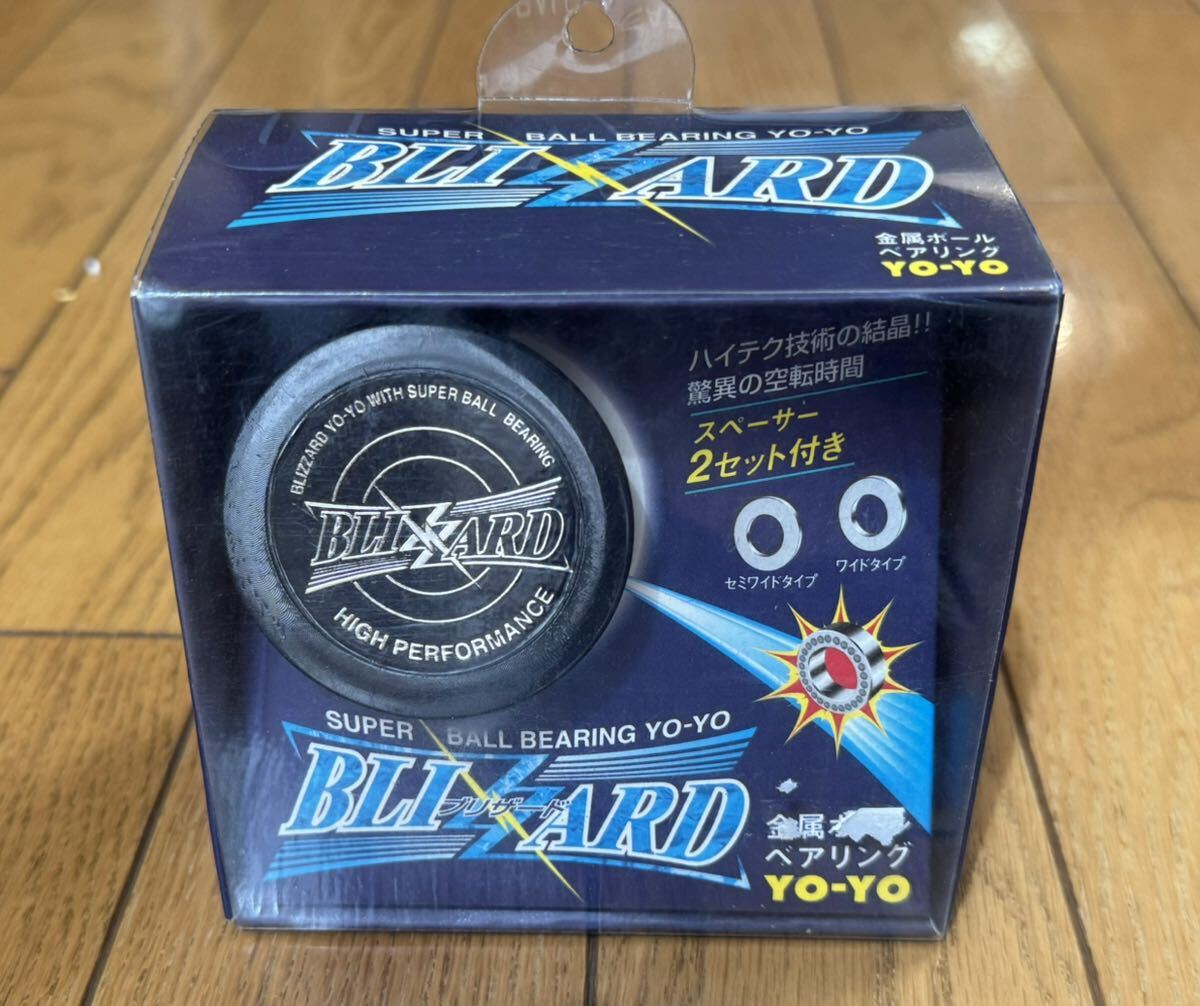 SUPER BALL BEARING YO-YO
BLIZZARD
金属ボール
ベアリング
YO-YO
BLIZZARD YO-YO WITH SUPER BALL BEARING
BLIZZARD
HIGH PERFORMANCE
ハイテク技術の結晶!!
驚異の空転時間
スペーサー
2セット付き
セミワイドタイプ
ワイドタイプ
SUPER BALL BEARING YO-YO
BLIZZARD
ブリザード
金属ボール
ベアリング
YO-YO